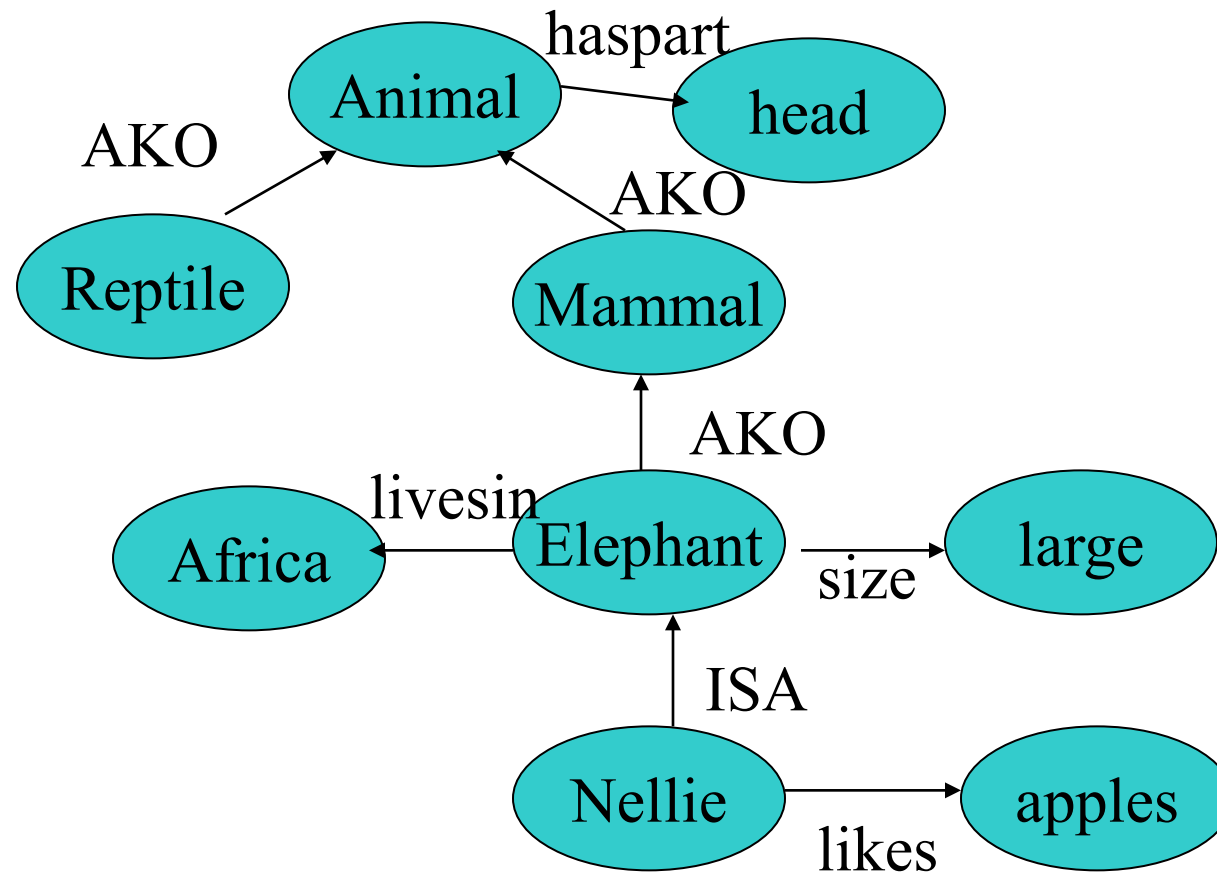 haspart
Animal
head
AKO
AKO
Reptile
Mammal
AKO
livesin
Africa
Elephant
large
size
ISA
Nellie
apples
likes